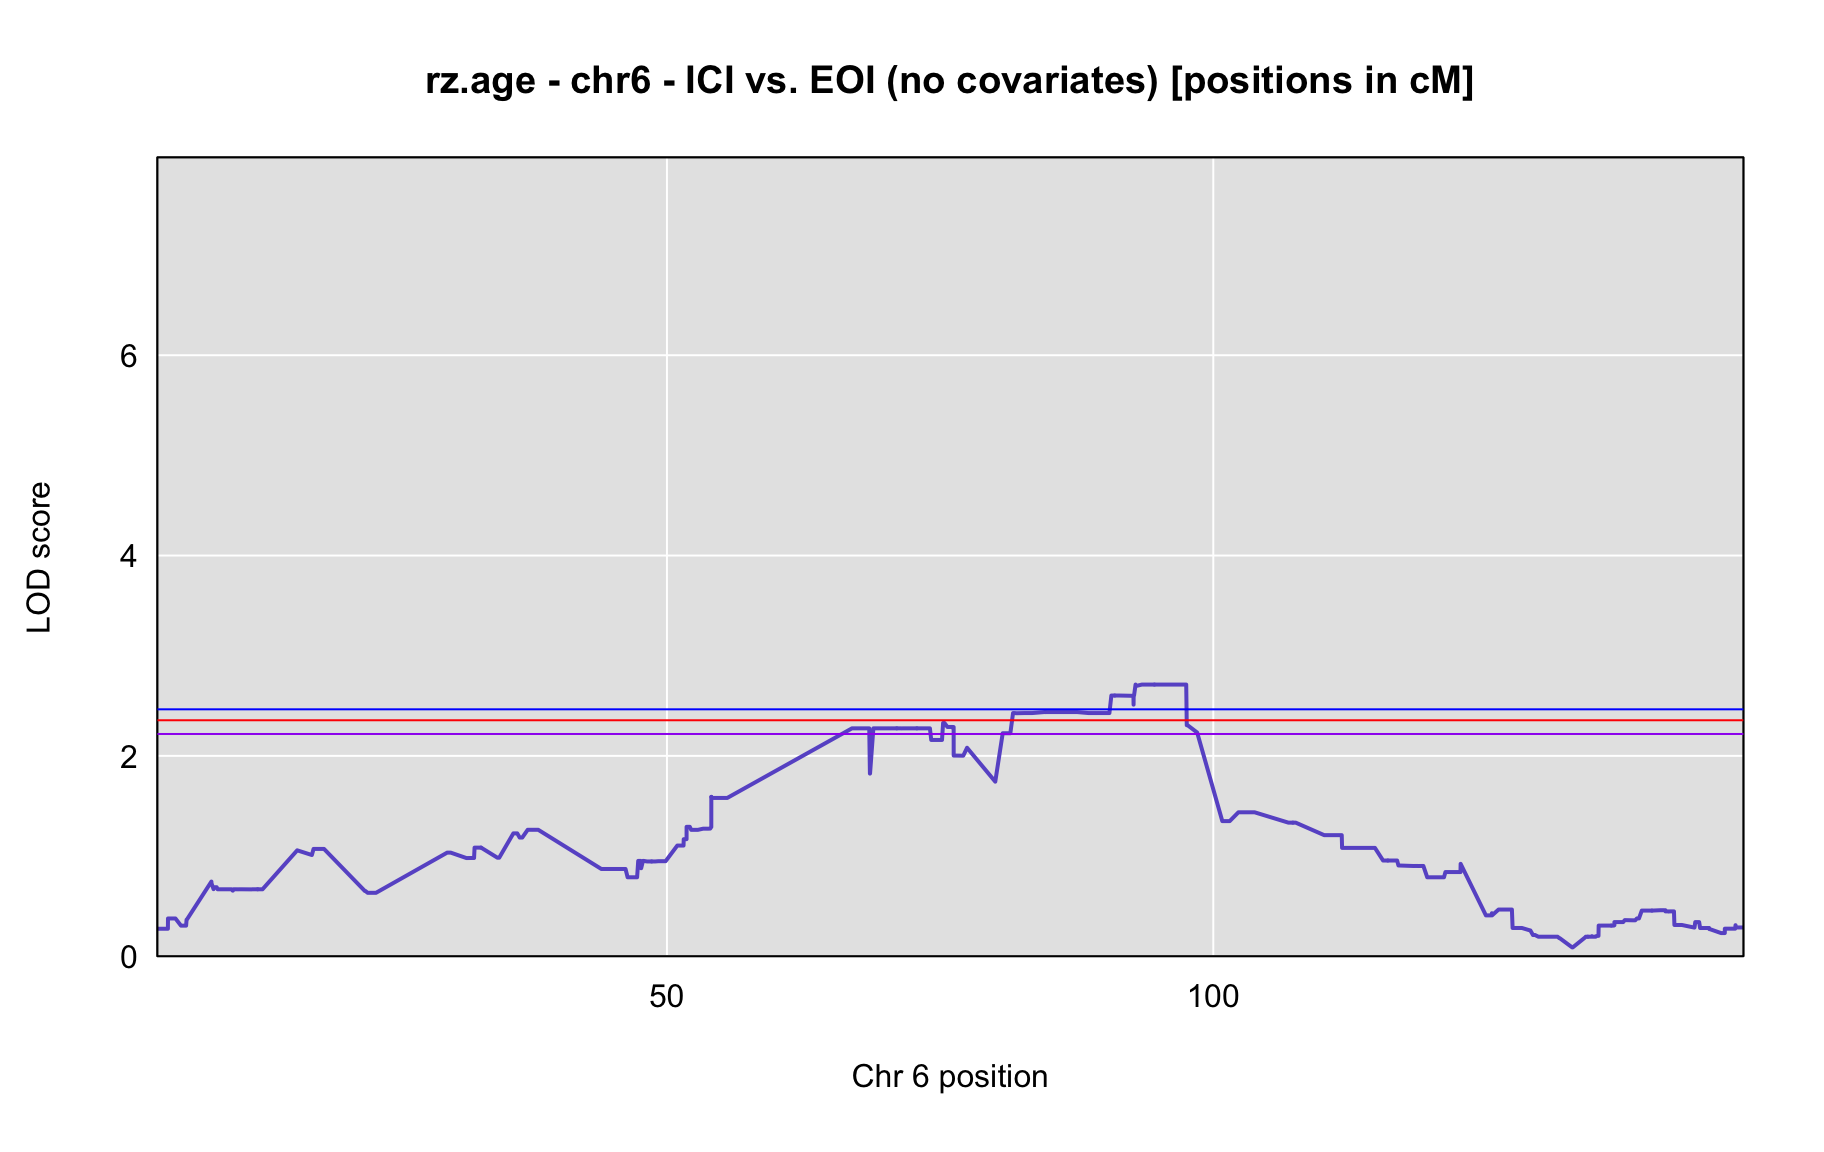 rz.age - chr6 - ICI vs. EOI (no covariates) [positions in cM]
LOD score
6
4
2
0
50
100
Chr 6 position